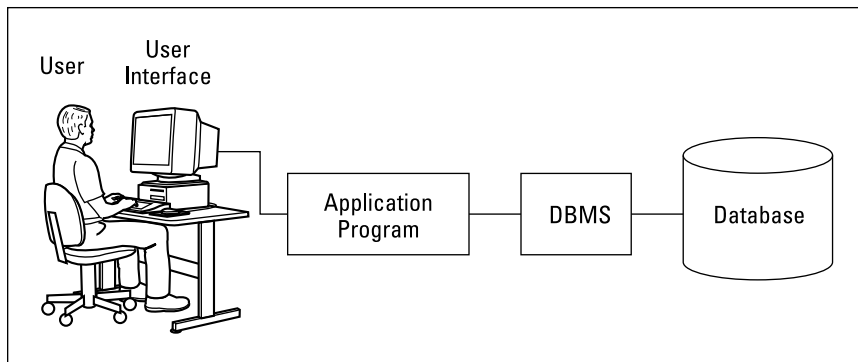 User
User
Interface
Application
Program
DBMS
Database